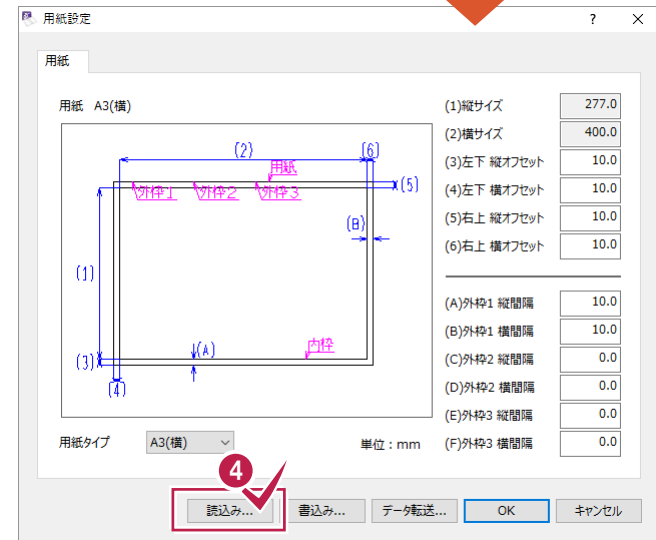 用紙設定
? ×
用紙
用紙 A3(横)
(1)縦サイズ 277.0
(2)横サイズ 400.0
(3)左下 縦オフセット 10.0
(4)左下 横オフセット 10.0
(5)右上 縦オフセット 10.0
(6)右上 横オフセット 10.0
(A)外枠1 縦間隔 10.0
(B)外枠1 横間隔 10.0
(C)外枠2 縦間隔 0.0
(D)外枠2 横間隔 0.0
(E)外枠3 縦間隔 0.0
(F)外枠3 横間隔 0.0
(2) (6)
用紙
外枠1 外枠2 外枠3 (5)
(B)
(1)
(A) 内枠
(3)
(4)
用紙タイプ A3(横) 単位:mm
4
読込み... 書込み... データ転送... OK キャンセル